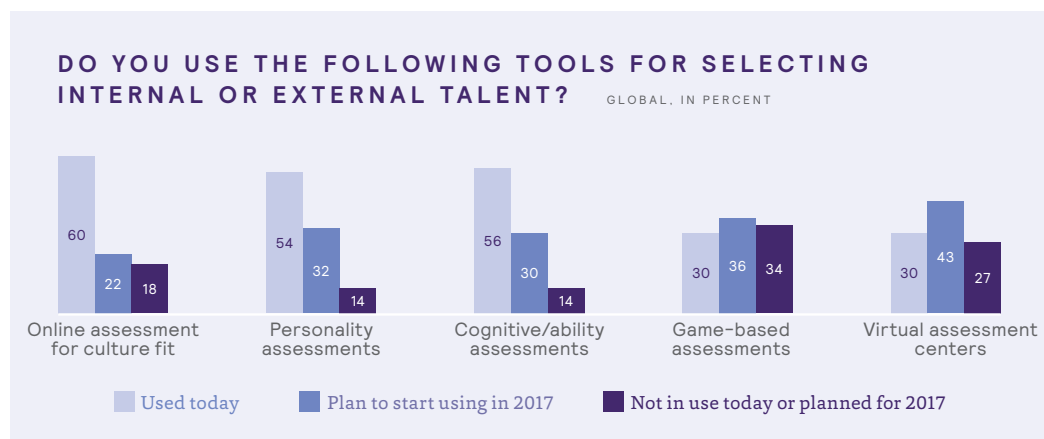 DO YOU USE THE FOLLOWING TOOLS FOR SELECTING
INTERNAL OR EXTERNAL TALENT? GLOBAL, IN PERCENT
60 22 18
54 32 14
56 30 14
30 36 34
30 43 27
Online assessment
for culture fit
Personality
assessments
Cognitive/ability
assessments
Game-based
assessments
Virtual assessment
centers
Used today
Plan to start using in 2017
Not in use today or planned for 2017